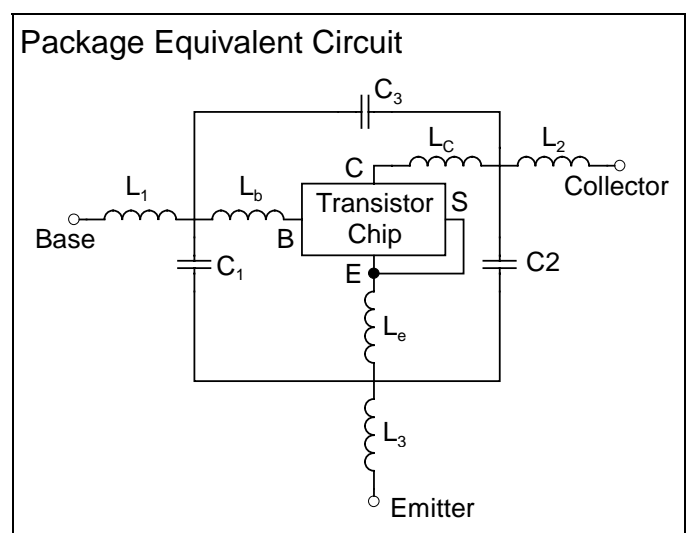 Package Equivalent Circuit
C3
LC
L2
C
L1
Lb
Transistor
Chip
S
Collector
Base
B
C1
E
C2
Le
L3
Emitter